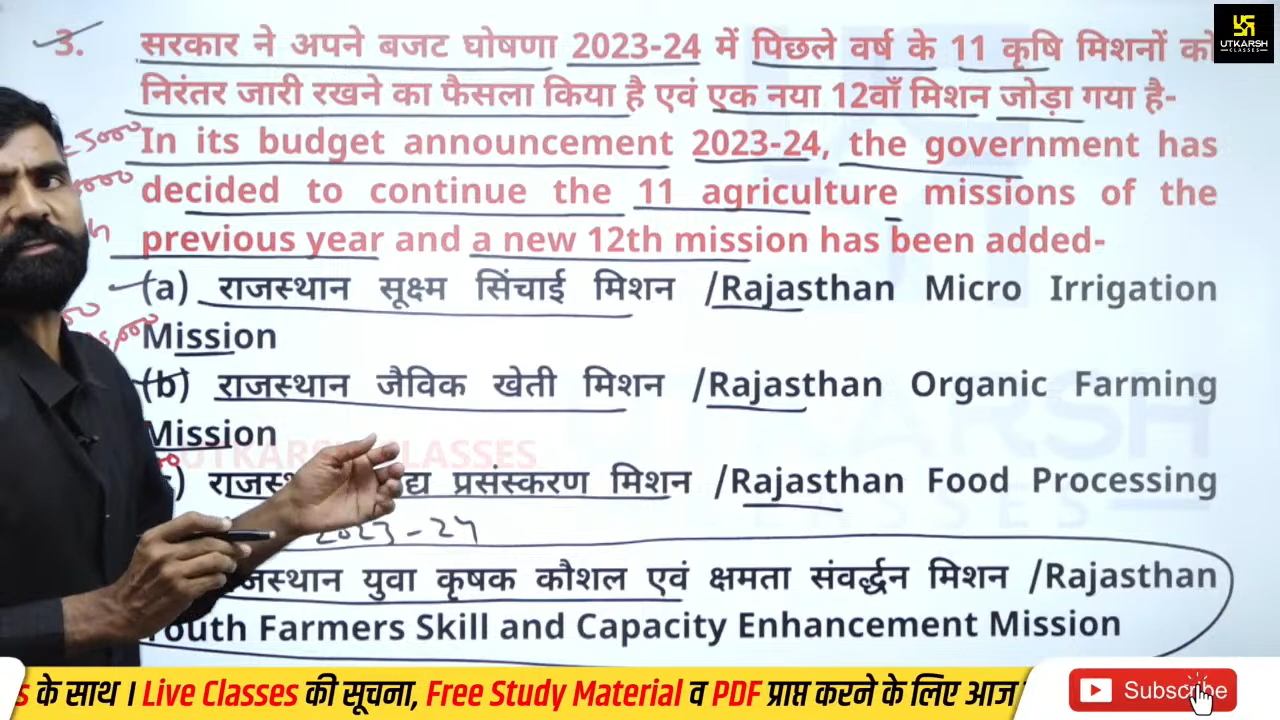 3. सरकार ने अपने बजट घोषणा 2023-24 में पिछले वर्ष के 11 कृषि मिशनों को
UTKARSH
CLASSES
निरंतर जारी रखने का फैसला किया है एवं एक नया 12वाँ मिशन जोड़ा गया है-
In its budget announcement 2023-24, the government has
decided to continue the 11 agriculture missions of the
previous year and a new 12th mission has been added-
(a) राजस्थान सूक्ष्म सिंचाई मिशन /Rajasthan Micro Irrigation
Mission
(b) राजस्थान जैविक खेती मिशन /Rajasthan Organic Farming
Mission
UTKARSH CLASSES
प्रसंस्करण मिशन /Rajasthan Food Processing
2023-24
युवा कृषक कौशल एवं क्षमता संवर्द्धन मिशन /Rajasthan
Youth Farmers Skill and Capacity Enhancement Mission
के साथ । Live Classes की सूचना, Free Study Material व PDF प्राप्त करने के लिए आज
Subscribe